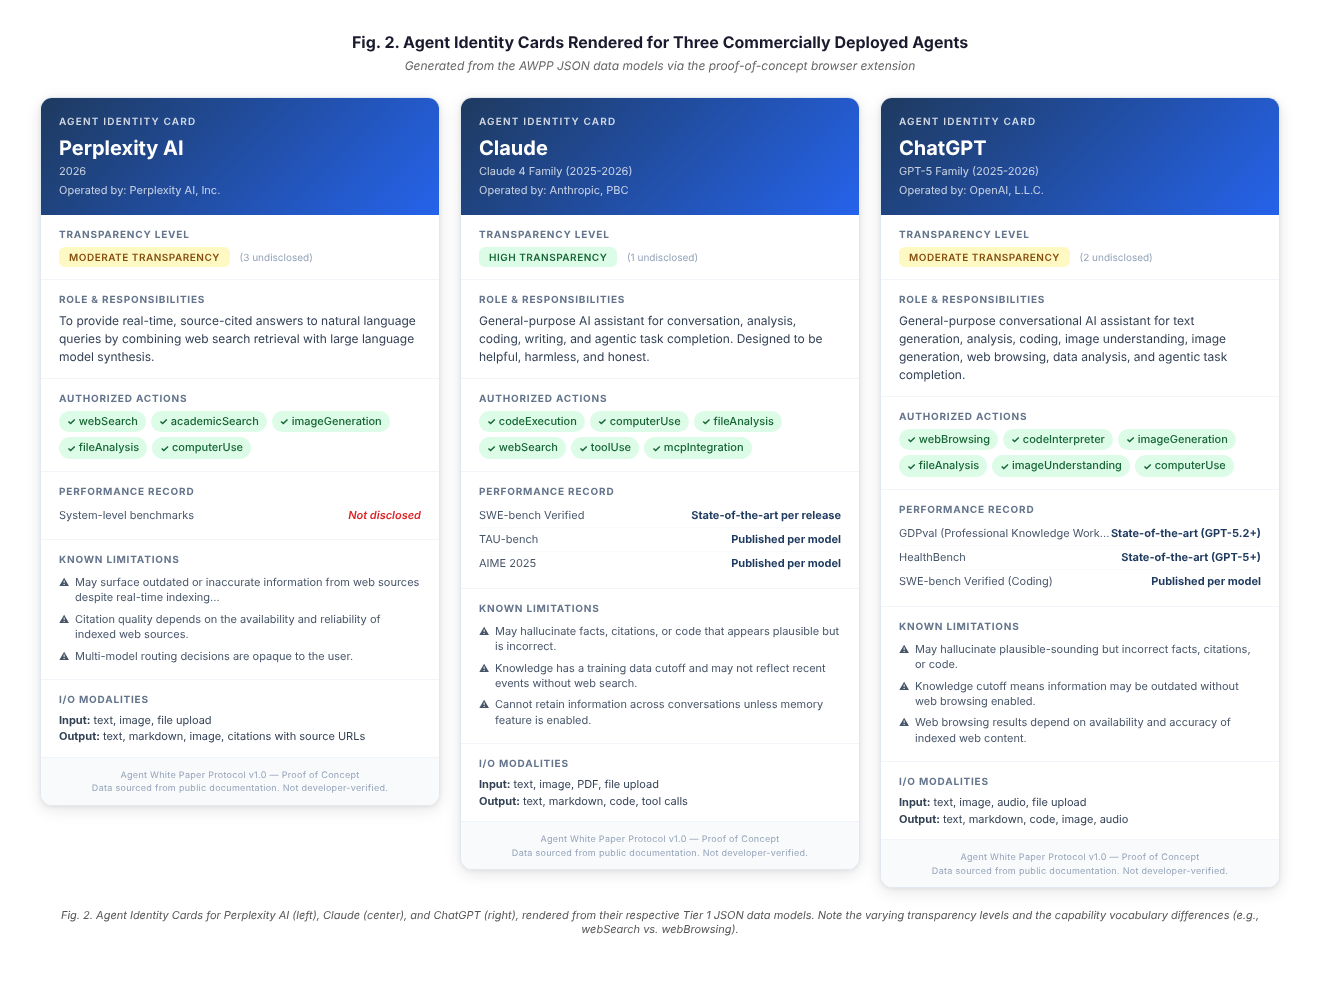 Fig. 2. Agent Identity Cards Rendered for Three Commercially Deployed Agents
Generated from the AWPP JSON data models via the proof-of-concept browser extension
AGENT IDENTITY CARD
Perplexity AI
2026
Operated by: Perplexity AI, Inc.
TRANSPARENCY LEVEL
MODERATE TRANSPARENCY (3 undisclosed)
ROLE & RESPONSIBILITIES
To provide real-time, source-cited answers to natural language
queries by combining web search retrieval with large language
model synthesis.
AUTHORIZED ACTIONS
✓ webSearch ✓ academicSearch ✓ imageGeneration
✓ fileAnalysis ✓ computerUse
PERFORMANCE RECORD
System-level benchmarks Not disclosed
KNOWN LIMITATIONS
⚠ May surface outdated or inaccurate information from web sources
despite real-time indexing...
⚠ Citation quality depends on the availability and reliability of
indexed web sources.
⚠ Multi-model routing decisions are opaque to the user.
I/O MODALITIES
Input: text, image, file upload
Output: text, markdown, image, citations with source URLs
Agent White Paper Protocol v1.0 — Proof of Concept
Data sourced from public documentation. Not developer-verified.
AGENT IDENTITY CARD
Claude
Claude 4 Family (2025-2026)
Operated by: Anthropic, PBC
TRANSPARENCY LEVEL
HIGH TRANSPARENCY (1 undisclosed)
ROLE & RESPONSIBILITIES
General-purpose AI assistant for conversation, analysis,
coding, writing, and agentic task completion. Designed to be
helpful, harmless, and honest.
AUTHORIZED ACTIONS
✓ codeExecution ✓ computerUse ✓ fileAnalysis
✓ webSearch ✓ toolUse ✓ mcpIntegration
PERFORMANCE RECORD
SWE-bench Verified State-of-the-art per release
TAU-bench Published per model
AIME 2025 Published per model
KNOWN LIMITATIONS
⚠ May hallucinate facts, citations, or code that appears plausible but
is incorrect.
⚠ Knowledge has a training data cutoff and may not reflect recent
events without web search.
⚠ Cannot retain information across conversations unless memory
feature is enabled.
I/O MODALITIES
Input: text, image, PDF, file upload
Output: text, markdown, code, tool calls
Agent White Paper Protocol v1.0 — Proof of Concept
Data sourced from public documentation. Not developer-verified.
AGENT IDENTITY CARD
ChatGPT
GPT-5 Family (2025-2026)
Operated by: OpenAI, L.L.C.
TRANSPARENCY LEVEL
MODERATE TRANSPARENCY (2 undisclosed)
ROLE & RESPONSIBILITIES
General-purpose conversational AI assistant for text
generation, analysis, coding, image understanding, image
generation, web browsing, data analysis, and agentic task
completion.
AUTHORIZED ACTIONS
✓ webBrowsing ✓ codeInterpreter ✓ imageGeneration
✓ fileAnalysis ✓ imageUnderstanding ✓ computerUse
PERFORMANCE RECORD
GDPval (Professional Knowledge Work... State-of-the-art (GPT-5.2+)
HealthBench State-of-the-art (GPT-5+)
SWE-bench Verified (Coding) Published per model
KNOWN LIMITATIONS
⚠ May hallucinate plausible-sounding but incorrect facts, citations,
or code.
⚠ Knowledge cutoff means information may be outdated without
web browsing enabled.
⚠ Web browsing results depend on availability and accuracy of
indexed web content.
I/O MODALITIES
Input: text, image, audio, file upload
Output: text, markdown, code, image, audio
Agent White Paper Protocol v1.0 — Proof of Concept
Data sourced from public documentation. Not developer-verified.
Fig. 2. Agent Identity Cards for Perplexity AI (left), Claude (center), and ChatGPT (right), rendered from their respective Tier 1 JSON data models. Note the varying transparency levels and the capability vocabulary differences (e.g.,
webSearch vs. webBrowsing).